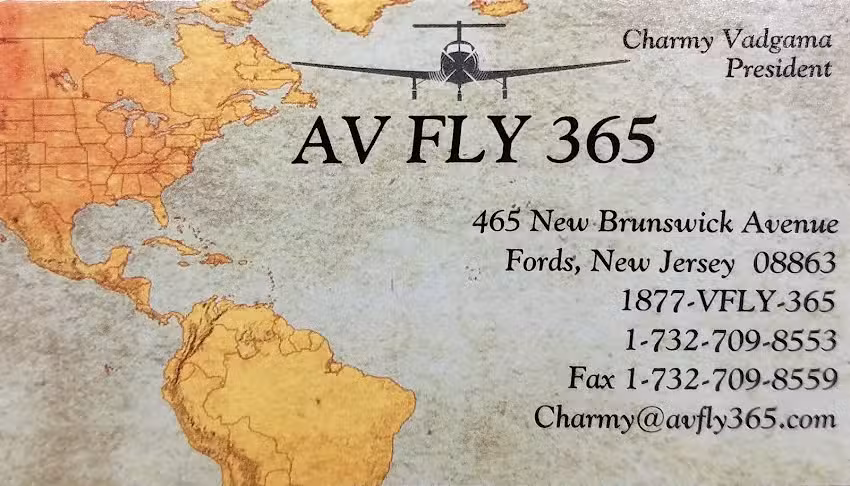 Charmy Vadgama
President
AV FLY 365
465 New Brunswick Avenue
Fords, New Jersey 08863
1877-VFLY-365
1-732-709-8553
Fax 1-732-709-8559
Charmy@avfly365.com